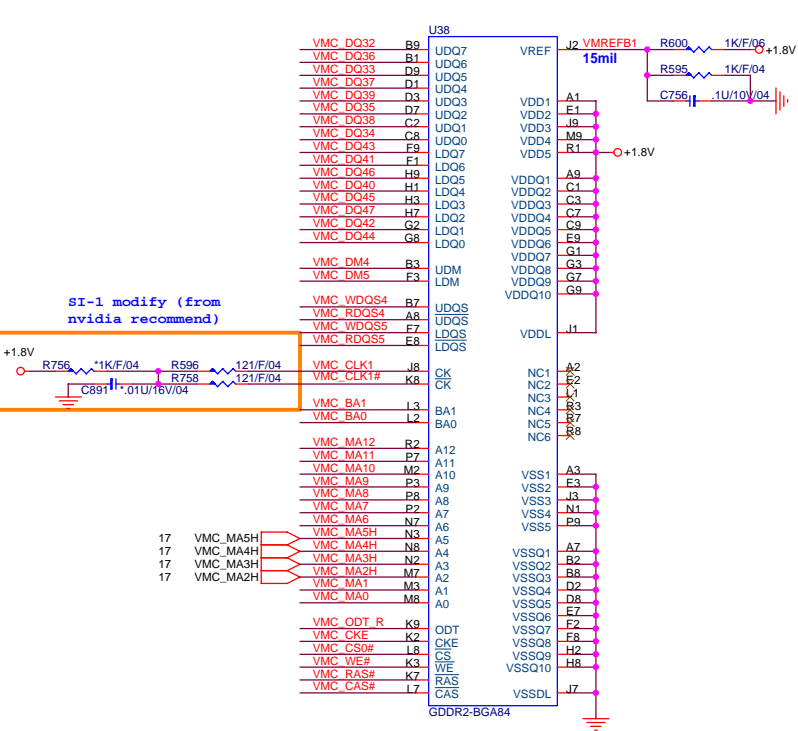 U38
VMC_DQ32 B9 UDQ7 VREF J2 VMREFB1 R600 1K/F/06 +1.8V
VMC_DQ36 B1 UDQ6 15mil
VMC_DQ33 D9 UDQ5 R595 1K/F/04
VMC_DQ37 D1 UDQ4
VMC_DQ39 D3 UDQ3 VDD1 A1 C756 .1U/10V/04
VMC_DQ35 D7 UDQ2 VDD2 E1
VMC_DQ38 C2 UDQ1 VDD3 J9
VMC_DQ34 C8 UDQ0 VDD4 M9
VMC_DQ43 F9 LDQ7 VDD5 R1 +1.8V
VMC_DQ41 F1 LDQ6
VMC_DQ46 H9 LDQ5 VDDQ1 A9
VMC_DQ40 H1 LDQ4 VDDQ2 C1
VMC_DQ45 H3 LDQ3 VDDQ3 C3
VMC_DQ47 H7 LDQ2 VDDQ4 C7
VMC_DQ42 G2 LDQ1 VDDQ5 C9
VMC_DQ44 G8 LDQ0 VDDQ6 E9
VDDQ7 G1
VMC_DM4 B3 UDM VDDQ8 G3
VMC_DM5 F3 LDM VDDQ9 G7
VDDQ10 G9
SI-1 modify (from
nvidia recommend)
VMC_WDQS4 B7 UDQS
VMC_RDQS4 A8 UDQS
VMC_WDQS5 F7 LDQS VDDL J1
VMC_RDQS5 E8 LDQS
+1.8V
R756 *1K/F/04 R596 121/F/04 VMC_CLK1 J8 CK NC1 A2
R758 121/F/04 VMC_CLK1# K8 CK NC2 E2
C891 *.01U/16V/04 NC3 L1
VMC_BA1 L3 BA1 NC4 R3
VMC_BA0 L2 BA0 NC5 R7
NC6 R8
VMC_MA12 R2 A12
VMC_MA11 P7 A11
VMC_MA10 M2 A10 VSS1 A3
VMC_MA9 P3 A9 VSS2 E3
VMC_MA8 P8 A8 VSS3 J3
VMC_MA7 P2 A7 VSS4 N1
VMC_MA6 N7 A6 VSS5 P9
17 VMC_MA5H VMC_MA5H N3 A5
17 VMC_MA4H VMC_MA4H N8 A4 VSSQ1 A7
17 VMC_MA3H VMC_MA3H N2 A3 VSSQ2 B2
17 VMC_MA2H VMC_MA2H M7 A2 VSSQ3 B8
VMC_MA1 M3 A1 VSSQ4 D2
VMC_MA0 M8 A0 VSSQ5 D8
VSSQ6 E7
VMC_ODT_R K9 ODT VSSQ7 F2
VMC_CKE K2 CKE VSSQ8 F8
VMC_CS0# L8 CS VSSQ9 H2
VMC_WE# K3 WE VSSQ10 H8
VMC_RAS# K7 RAS
VMC_CAS# L7 CAS VSSDL J7
GDDR2-BGA84